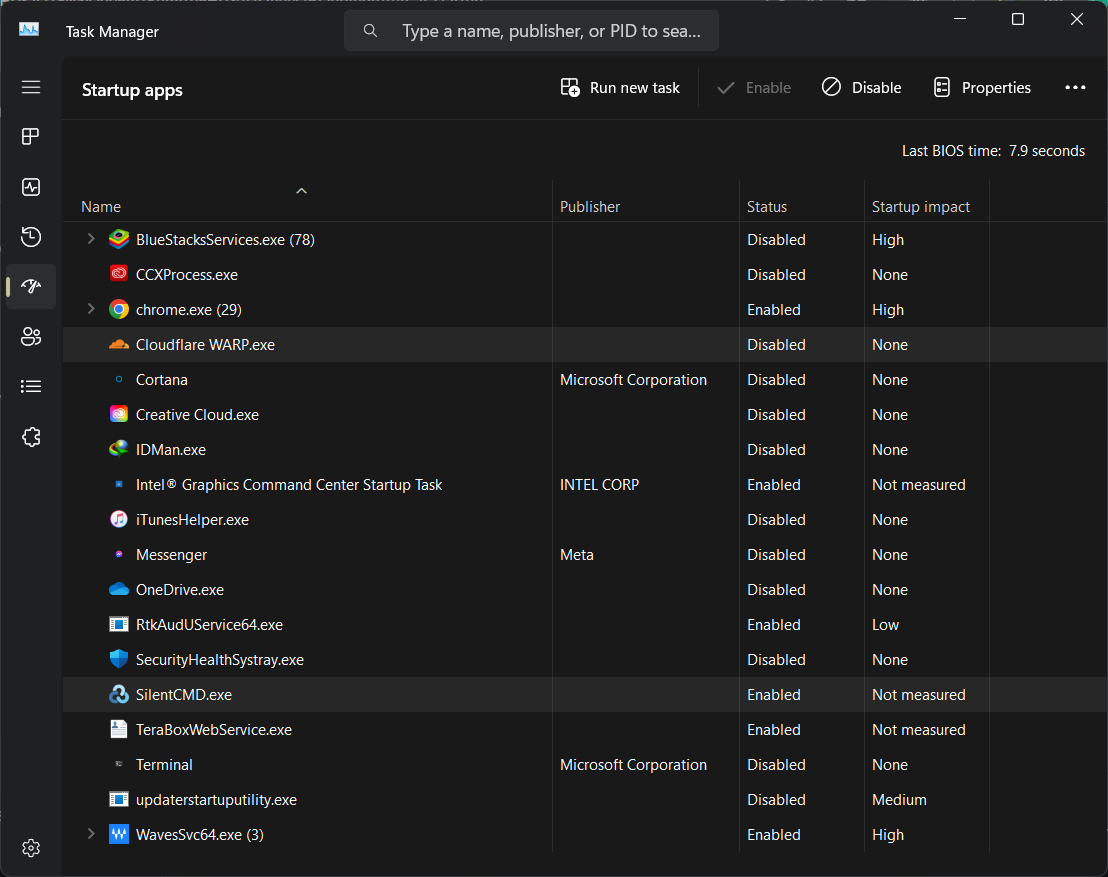 Task Manager
Type a name, publisher, or PID to sea...
Startup apps
Run new task
Enable
Disable
Properties
Last BIOS time: 7.9 seconds
Name Publisher Status Startup impact
BlueStacksServices.exe (78) Disabled High
CCXProcess.exe Disabled None
chrome.exe (29) Enabled High
Cloudflare WARP.exe Disabled None
Cortana Microsoft Corporation Disabled None
Creative Cloud.exe Disabled None
IDMan.exe Disabled None
Intel® Graphics Command Center Startup Task INTEL CORP Enabled Not measured
iTunesHelper.exe Disabled None
Messenger Meta Disabled None
OneDrive.exe Disabled None
RtkAudUService64.exe Enabled Low
SecurityHealthSystray.exe Disabled None
SilentCMD.exe Enabled Not measured
TeraBoxWebService.exe Enabled Not measured
Terminal Microsoft Corporation Disabled None
updaterstartuputility.exe Disabled Medium
WavesSvc64.exe (3) Enabled High